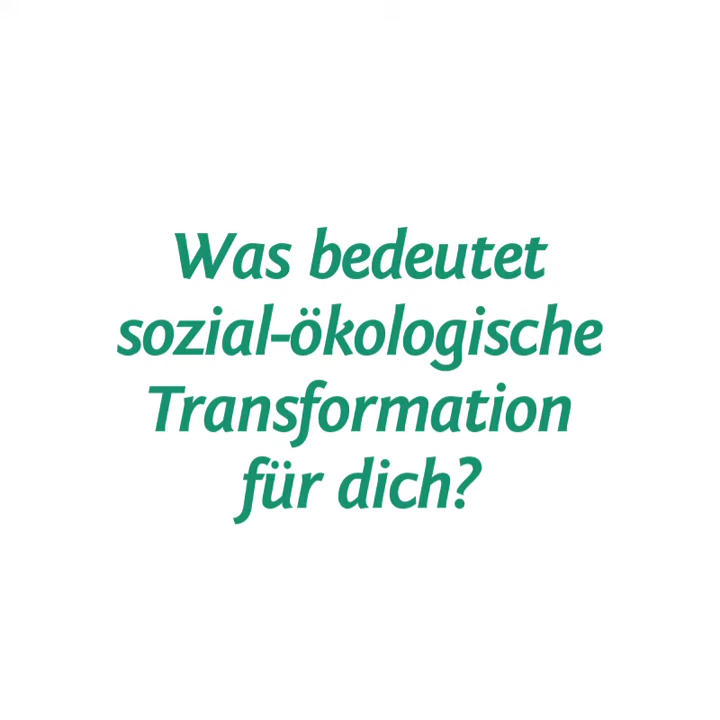 Was bedeutet
sozial-ökologische
Transformation
für dich?